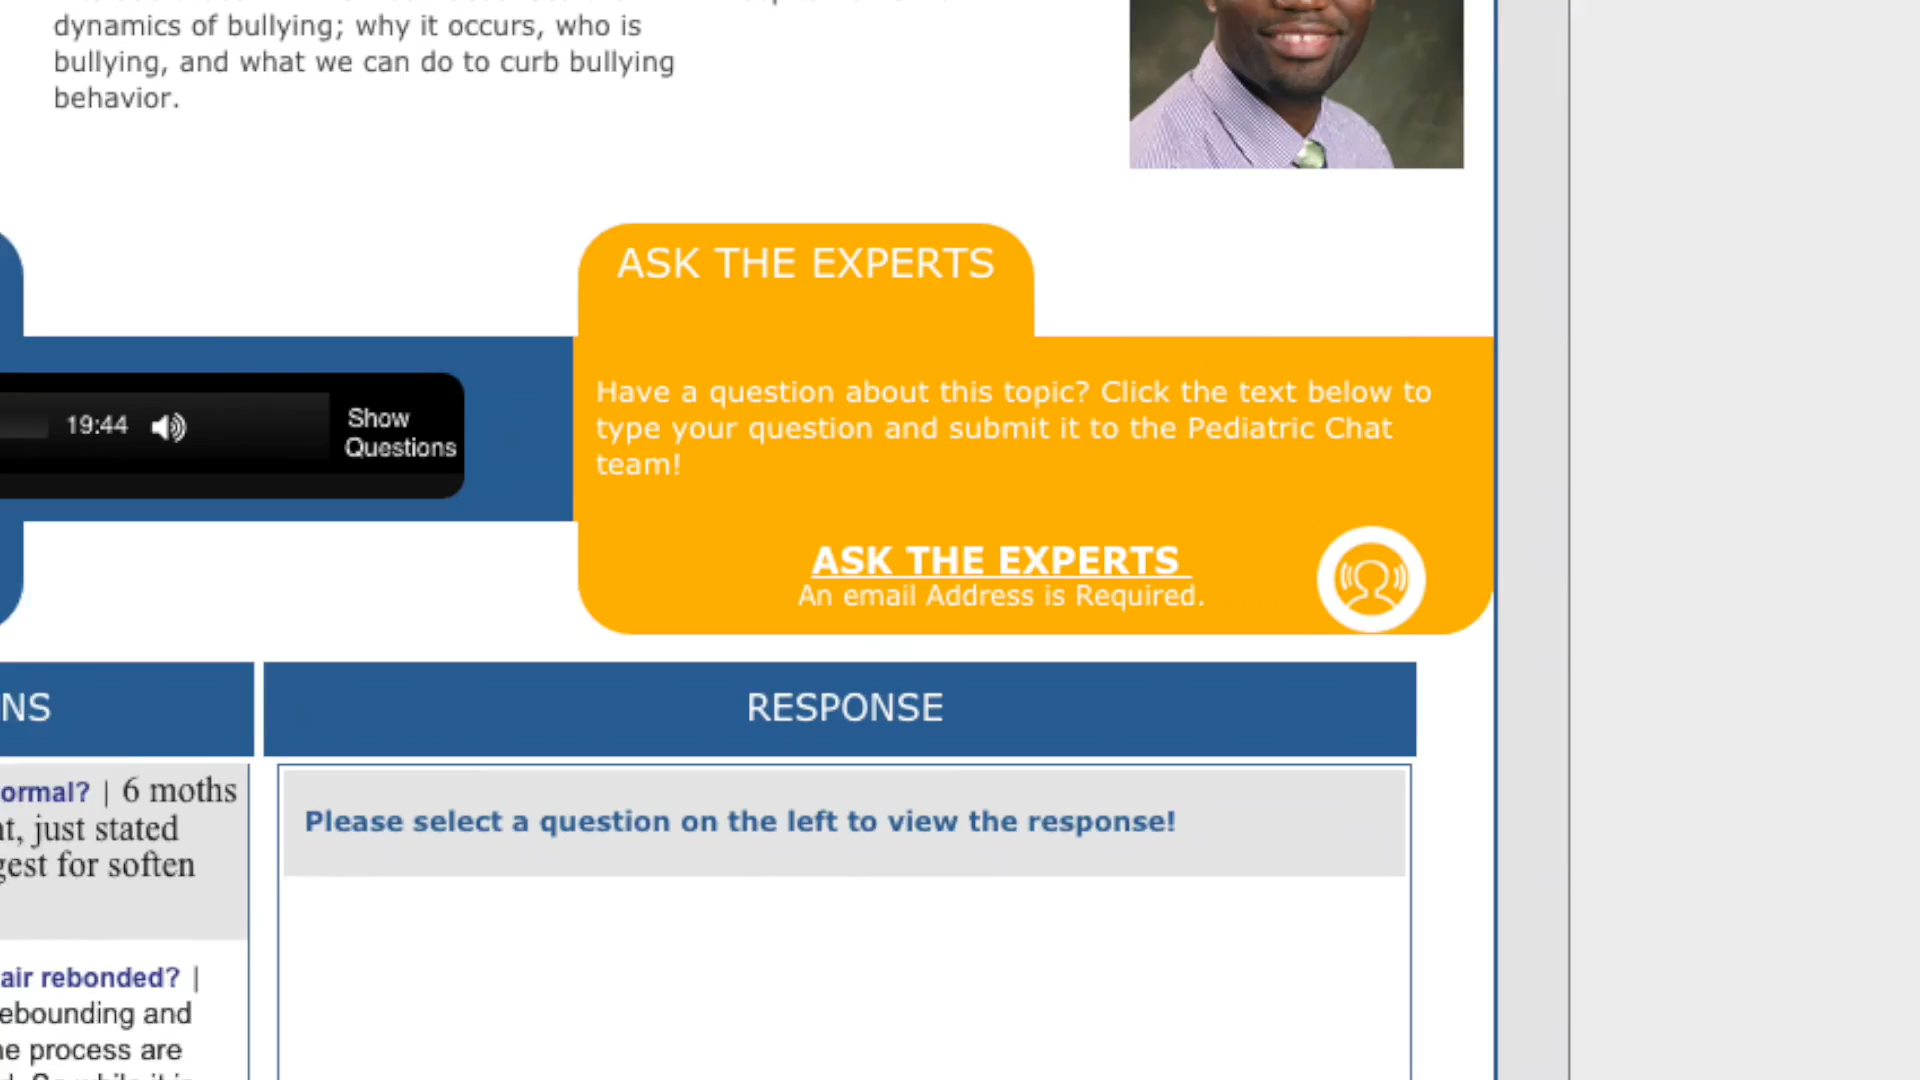 dynamics of bullying; why it occurs, who is
bullying, and what we can do to curb bullying
behavior.
ASK THE EXPERTS
Have a question about this topic? Click the text below to
type your question and submit it to the Pediatric Chat
team!
19:44
Show
Questions
ASK THE EXPERTS
An email Address is Required.
NS
RESPONSE
ormal? | 6 moths
t, just stated
gest for soften
Please select a question on the left to view the response!
air rebonded? |
ebounding and
e process are